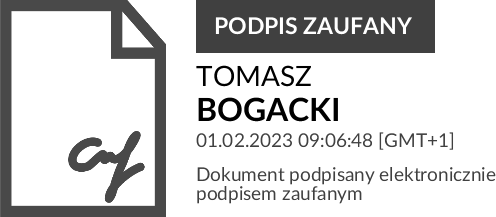 PODPIS ZAUFANY
TOMASZ
BOGACKI
01.02.2023 09:06:48 [GMT+1]
Dokument podpisany elektronicznie
podpisem zaufanym